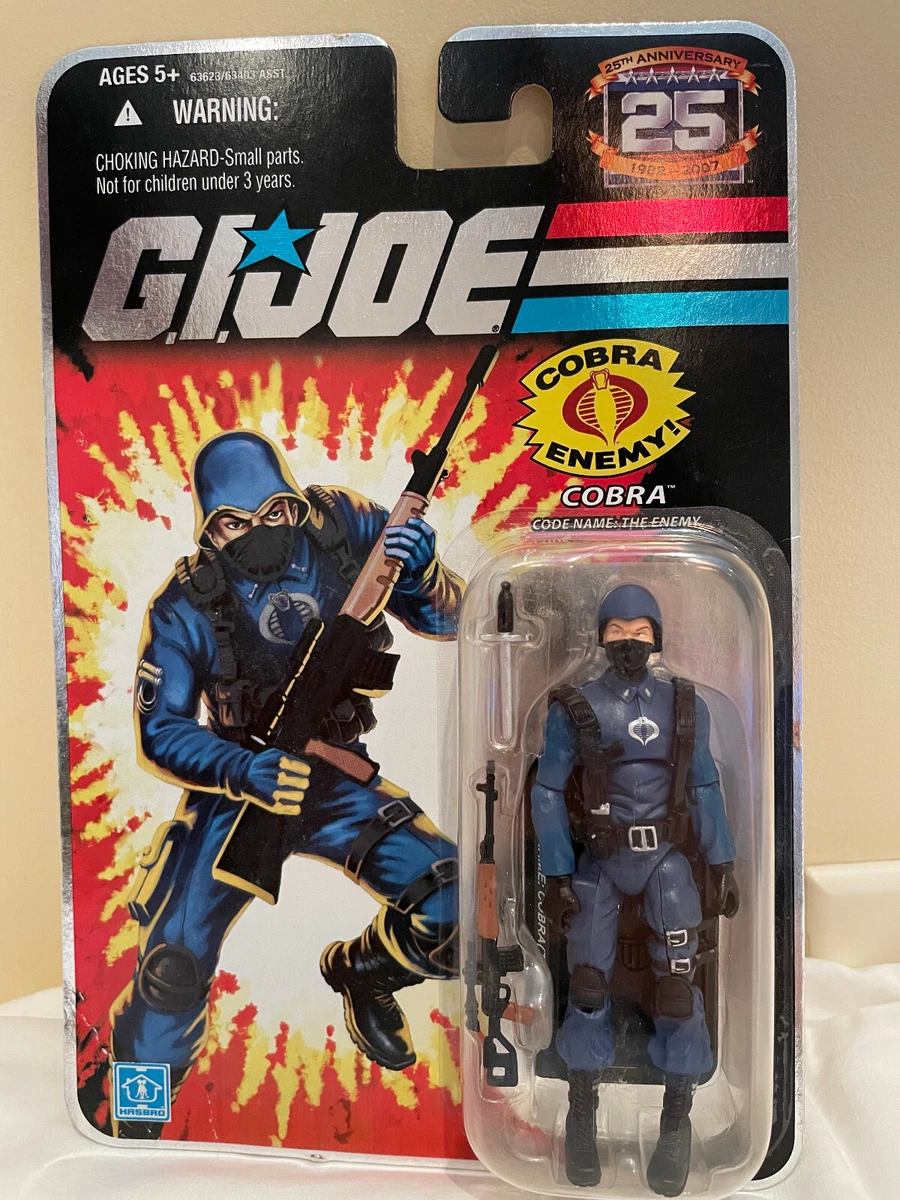 AGES 5+ 63623/63403 ASST.
WARNING:
CHOKING HAZARD-Small parts.
Not for children under 3 years.
25TH ANNIVERSARY
25
1982-2007
G.I.JOE®
COBRA
ENEMY!
COBRA™
CODE NAME: THE ENEMY
HASBRO